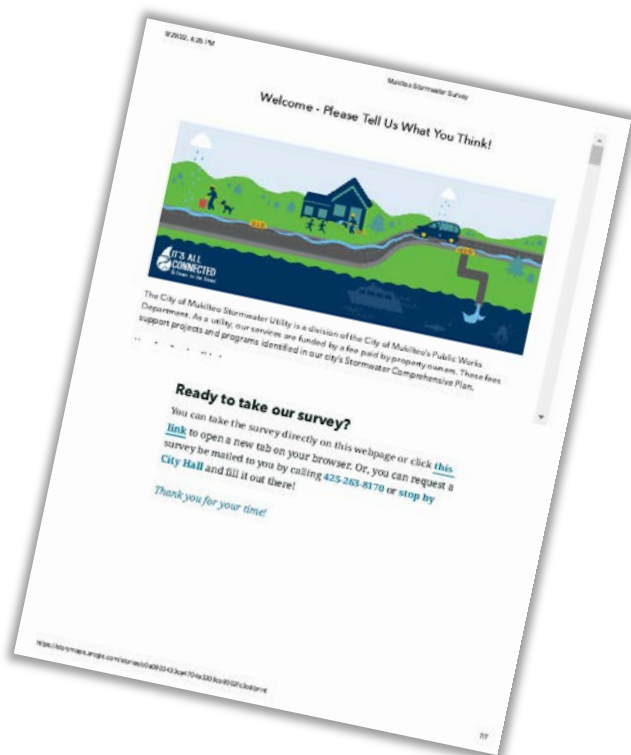 4:26 PM
Mukilteo Stormwater Survey
Welcome - Please Tell Us What You Think!
IT'S ALL
CONNECTED
The City of Mukilteo Stormwater Utility is a division of the City of Mukilteo's Public Works
Department. As a utility, our services are funded by a fee paid by property owners. These fees
support projects and programs identified in our city's Stormwater Comprehensive Plan.
Ready to take our survey?
You can take the survey directly on this webpage or click this
link to open a new tab on your browser. Or, you can request a
survey be mailed to you by calling 425-263-8170 or stop by
City Hall and fill it out there!
Thank you for your time!